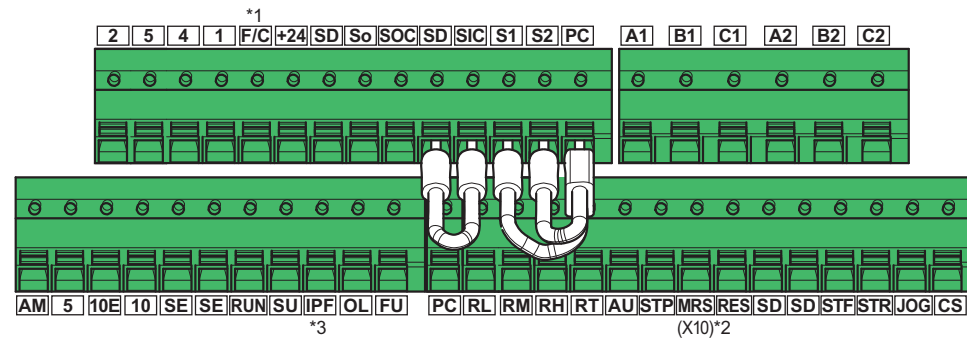 *1
2 5 4 1 F/C +24 SD So SOC SD SIC S1 S2 PC A1 B1 C1 A2 B2 C2
AM 5 10E 10 SE SE RUN SU IPF OL FU PC RL RM RH RT AU STP MRS RES SD SD STF STR JOG CS
*3 (X10)*2